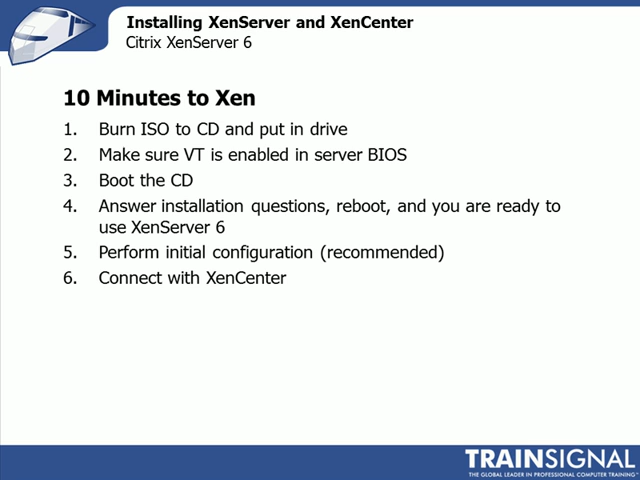 Installing XenServer and XenCenter
Citrix XenServer 6
10 Minutes to Xen
1. Burn ISO to CD and put in drive
2. Make sure VT is enabled in server BIOS
3. Boot the CD
4. Answer installation questions, reboot, and you are ready to
use XenServer 6
5. Perform initial configuration (recommended)
6. Connect with XenCenter
TRAINSIGNAL
THE GLOBAL LEADER IN PROFESSIONAL COMPUTER TRAINING™